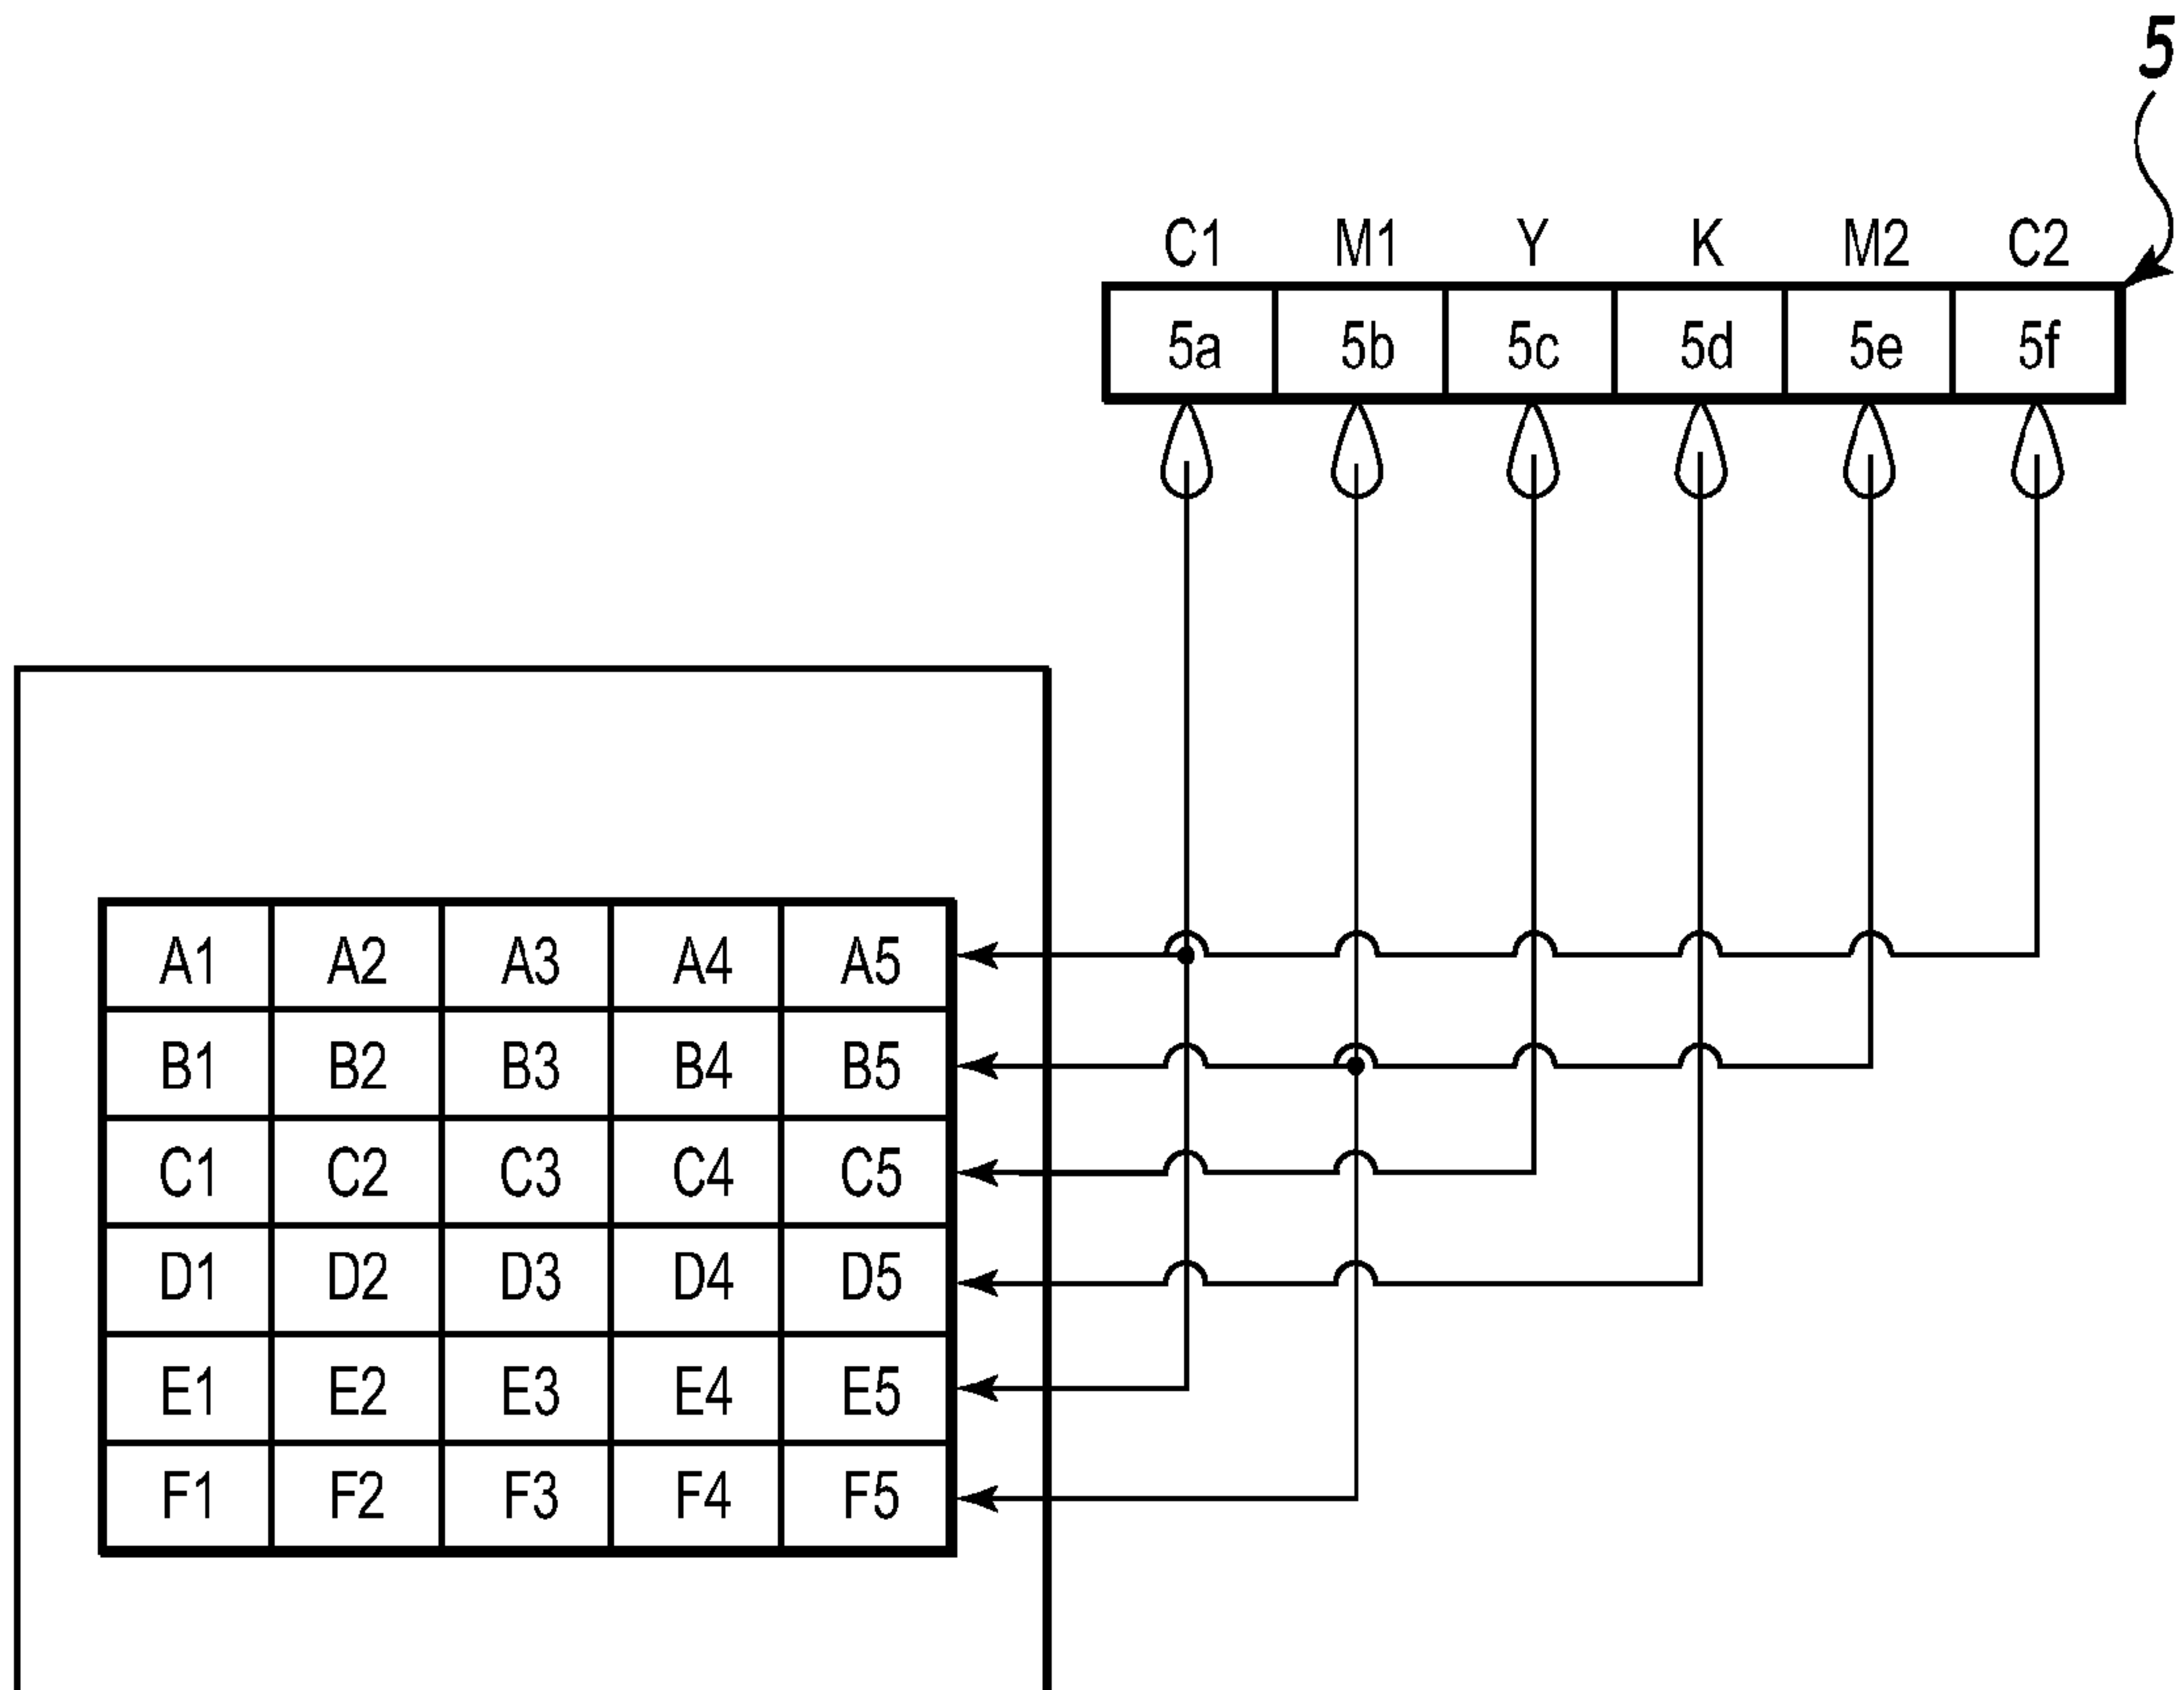 5
C1 M1 Y K M2 C2
5a 5b 5c 5d 5e 5f
A1 A2 A3 A4 A5
B1 B2 B3 B4 B5
C1 C2 C3 C4 C5
D1 D2 D3 D4 D5
E1 E2 E3 E4 E5
F1 F2 F3 F4 F5